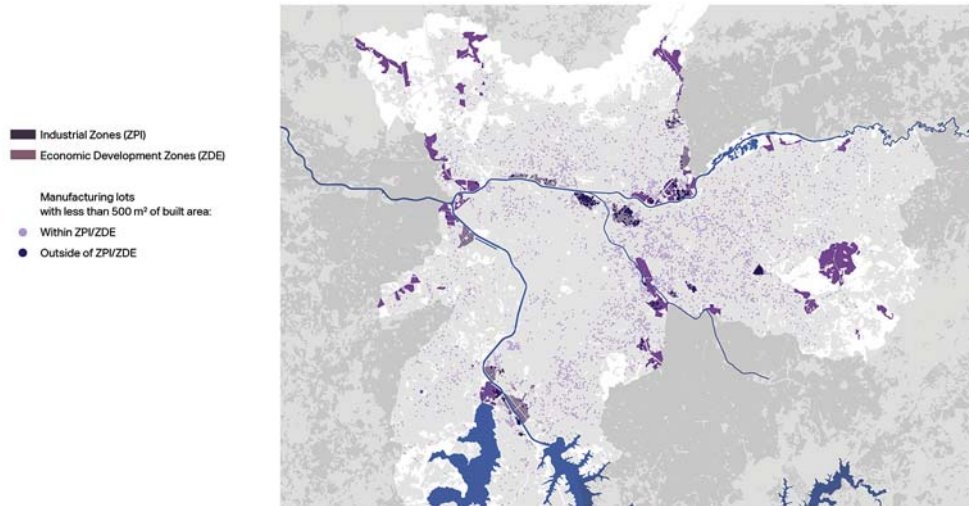 Industrial Zones (ZPI)
Economic Development Zones (ZDE)
Manufacturing lots
with less than 500 m² of built area:
Within ZPI/ZDE
Outside of ZPI/ZDE